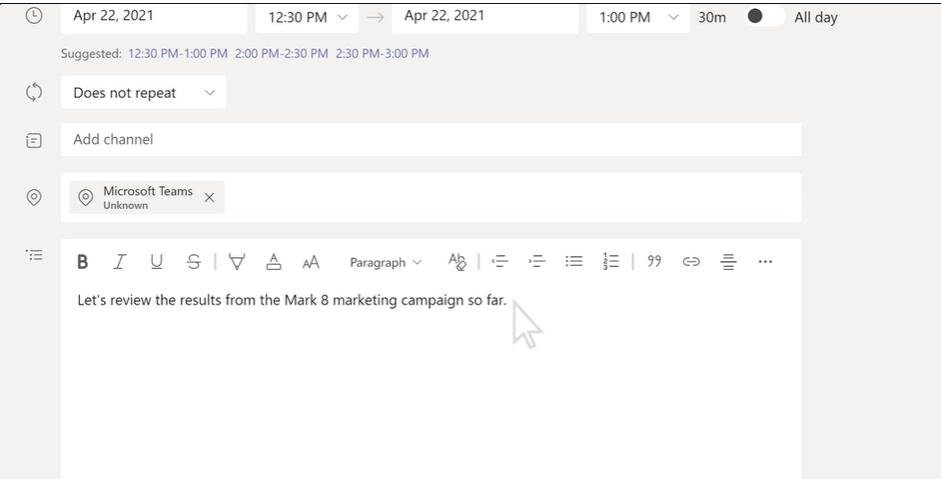 Apr 22, 2021 12:30 PM Apr 22, 2021 1:00 PM 30m All day
Suggested: 12:30 PM-1:00 PM 2:00 PM-2:30 PM 2:30 PM-3:00 PM
Does not repeat
Add channel
Microsoft Teams
Unknown
B I U S A AA Paragraph Ab
Let's review the results from the Mark 8 marketing campaign so far.